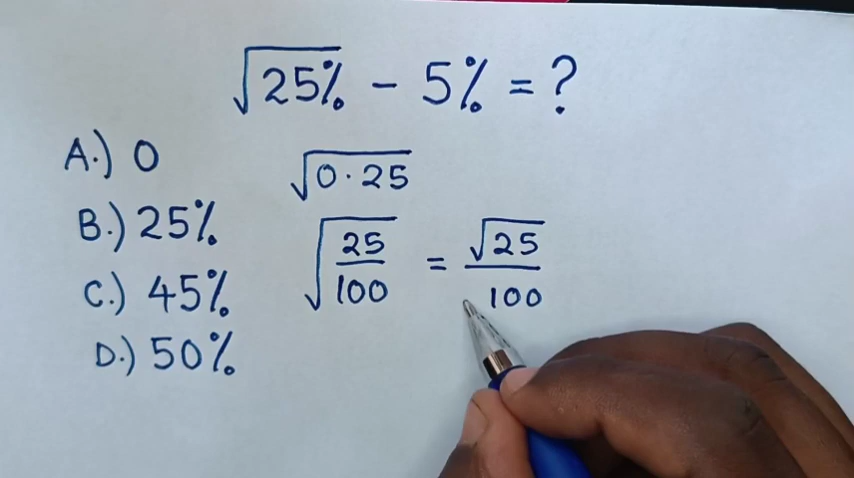 √25% - 5% = ?
A.) 0
√0·25
B.) 25%
√25/100 = √25/100
C.) 45%
D.) 50%